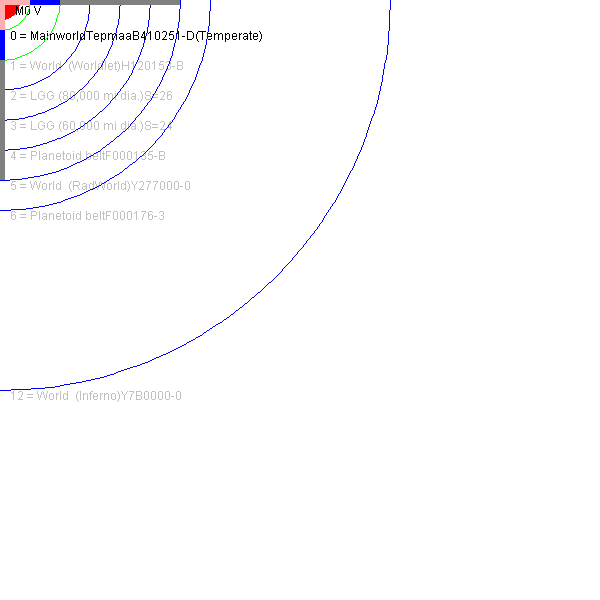 M0 V
0 = MainworldTepmaaB410251-D(Temperate)
1 = World  (Worldlet)H120153-B
2 = LGG (80,000 mi dia.)S=26
3 = LGG (60,000 mi dia.)S=24
4 = Planetoid beltF000135-B
5 = World  (RadWorld)Y277000-0
6 = Planetoid beltF000176-3
12 = World  (Inferno)Y7B0000-0